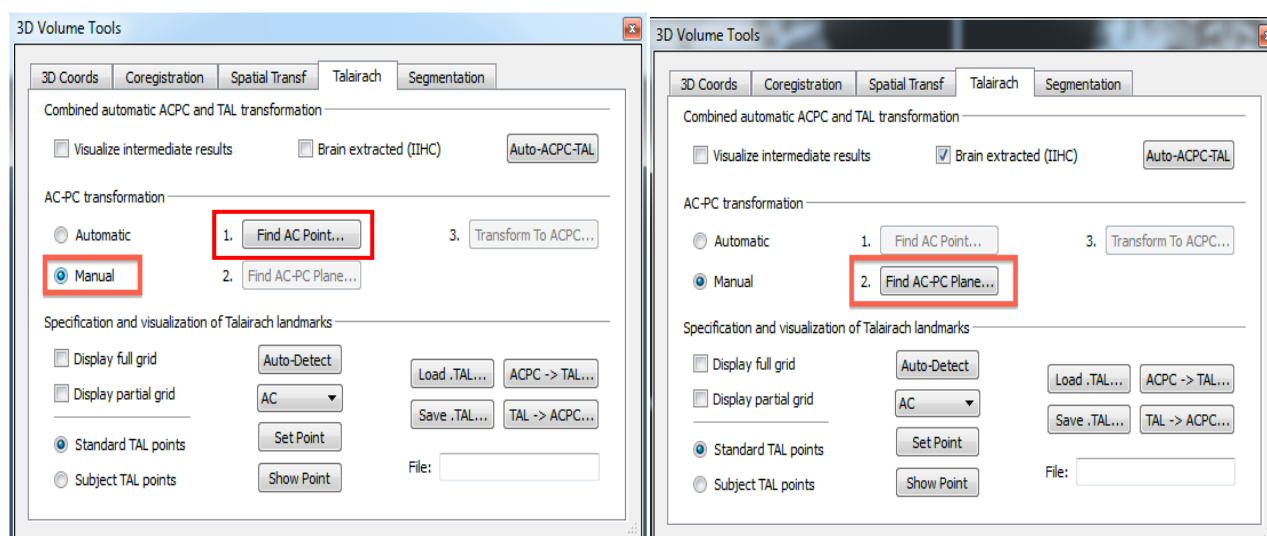 3D Volume Tools
3D Coords Coregistration Spatial Transf Talairach Segmentation
Combined automatic ACPC and TAL transformation
Visualize intermediate results Brain extracted (IIHC) Auto-ACPC-TAL
AC-PC transformation
Automatic 1. Find AC Point... 3. Transform To ACPC...
Manual 2. Find AC-PC Plane...
Specification and visualization of Talairach landmarks
Display full grid Auto-Detect Load .TAL... ACPC -> TAL...
Display partial grid AC Save .TAL... TAL -> ACPC...
Standard TAL points Set Point
Subject TAL points Show Point File:
3D Volume Tools
3D Coords Coregistration Spatial Transf Talairach Segmentation
Combined automatic ACPC and TAL transformation
Visualize intermediate results Brain extracted (IIHC) Auto-ACPC-TAL
AC-PC transformation
Automatic 1. Find AC Point... 3. Transform To ACPC...
Manual 2. Find AC-PC Plane...
Specification and visualization of Talairach landmarks
Display full grid Auto-Detect Load .TAL... ACPC -> TAL...
Display partial grid AC Save .TAL... TAL -> ACPC...
Standard TAL points Set Point
Subject TAL points Show Point File: